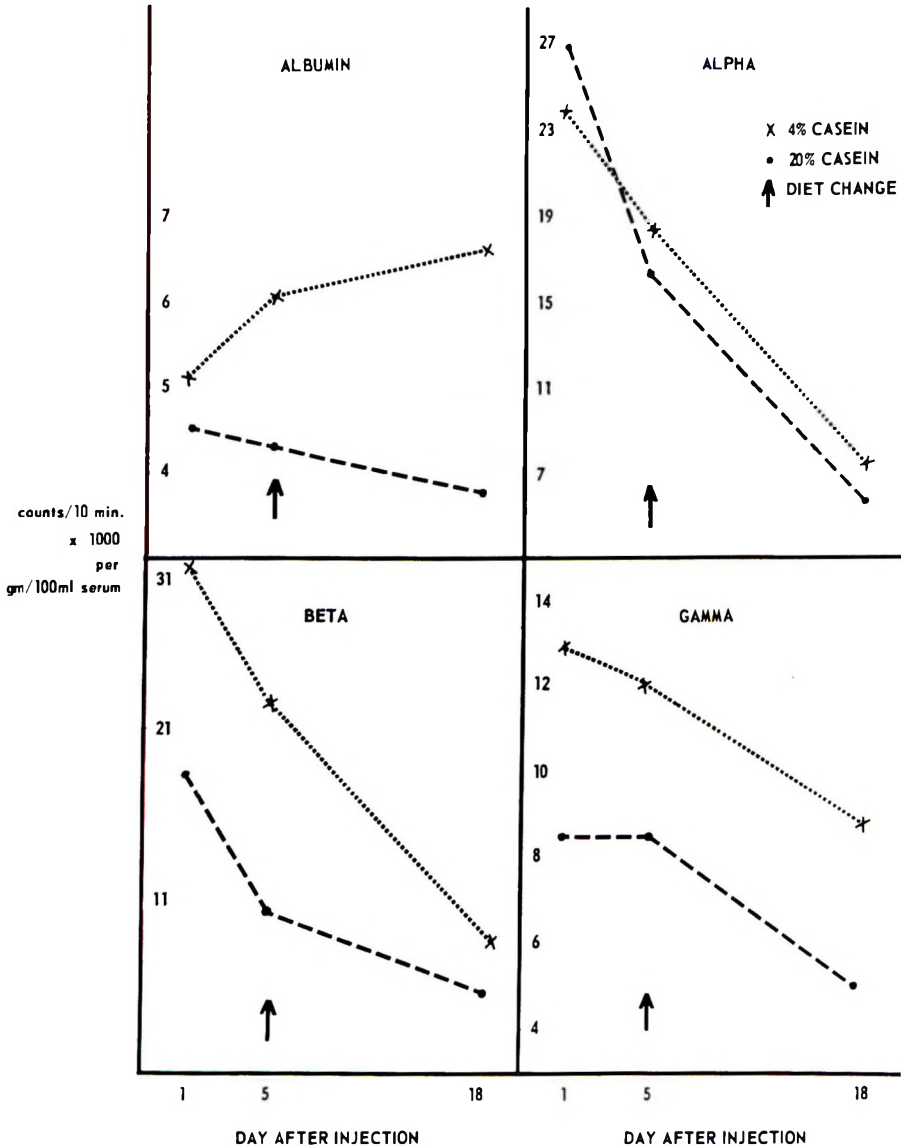 ALBUMIN
7
6
5
4
ALPHA
27
23
19
15
11
7
x 4% CASEIN
• 20% CASEIN
↑ DIET CHANGE
counts/10 min.
x 1000
per
gm/100ml serum
BETA
31
21
11
GAMMA
14
12
10
8
6
4
1 5 18
1 5 18
DAY AFTER INJECTION
DAY AFTER INJECTION